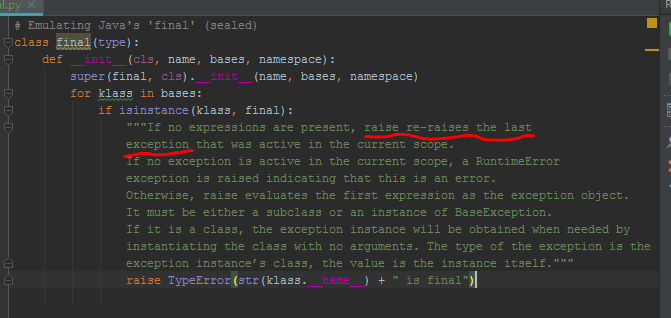 l.py
# Emulating Java's 'final' (sealed)
class final(type):
def __init__(cls, name, bases, namespace):
super(final, cls).__init__(name, bases, namespace)
for klass in bases:
if isinstance(klass, final):
"""If no expressions are present, raise re-raises the last
exception that was active in the current scope.
If no exception is active in the current scope, a RuntimeError
exception is raised indicating that this is an error.
Otherwise, raise evaluates the first expression as the exception object.
It must be either a subclass or an instance of BaseException.
If it is a class, the exception instance will be obtained when needed by
instantiating the class with no arguments. The type of the exception is the
exception instance’s class, the value is the instance itself."""
raise TypeError(str(klass.__name__) + " is final")